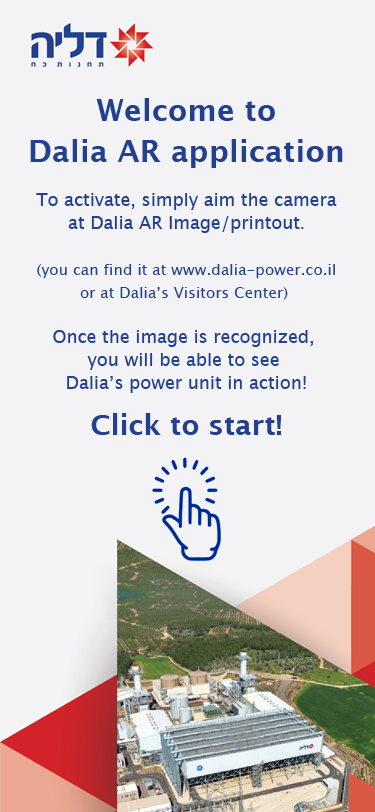 דליה
תחנות כח
Welcome to
Dalia AR application
To activate, simply aim the camera
at Dalia AR Image/printout.
(you can find it at www.dalia-power.co.il
or at Dalia's Visitors Center)
Once the image is recognized,
you will be able to see
Dalia's power unit in action!
Click to start!
דליה